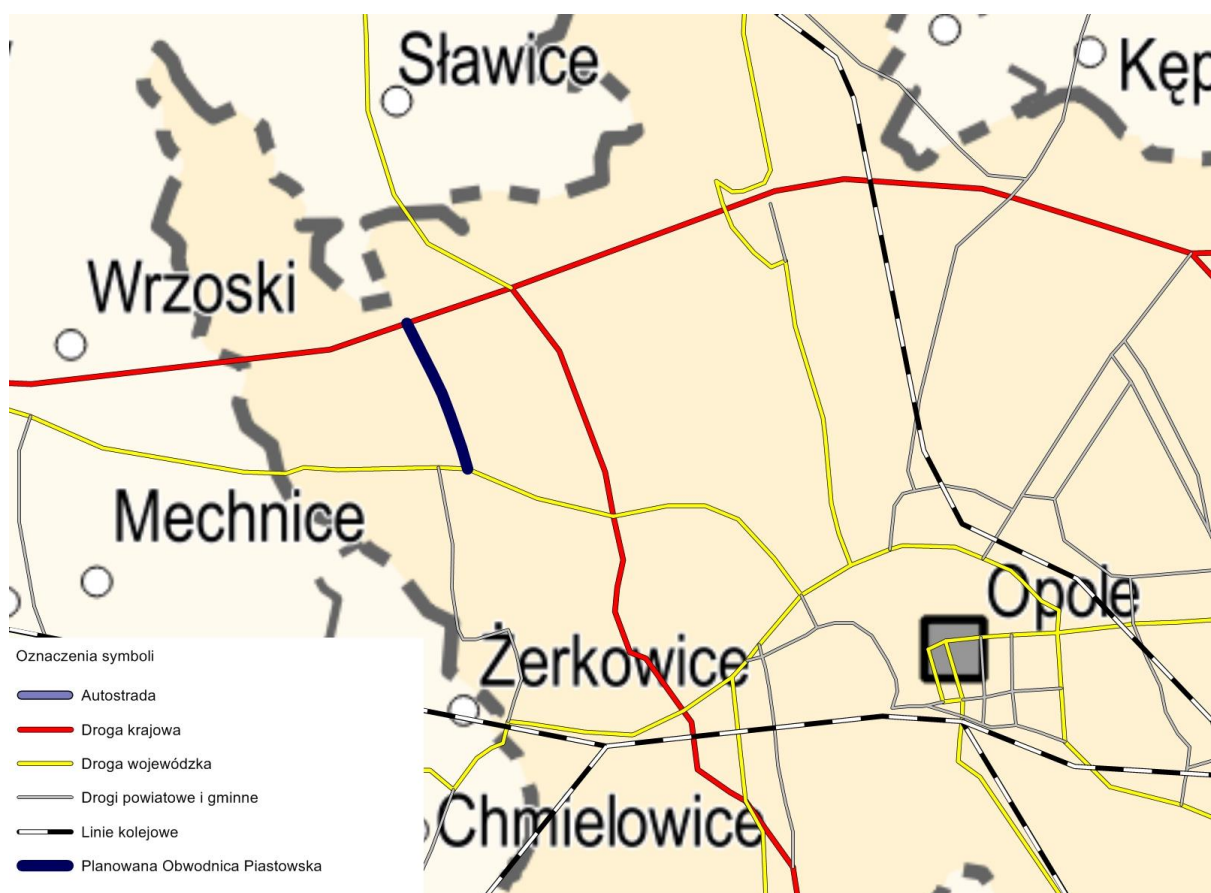 Sławice
Kęp
Wrzoski
Mechnice
Opole
Żerkowice
Chmielowice
Oznaczenia symboli
Autostrada
Droga krajowa
Droga wojewódzka
Drogi powiatowe i gminne
Linie kolejowe
Planowana Obwodnica Piastowska